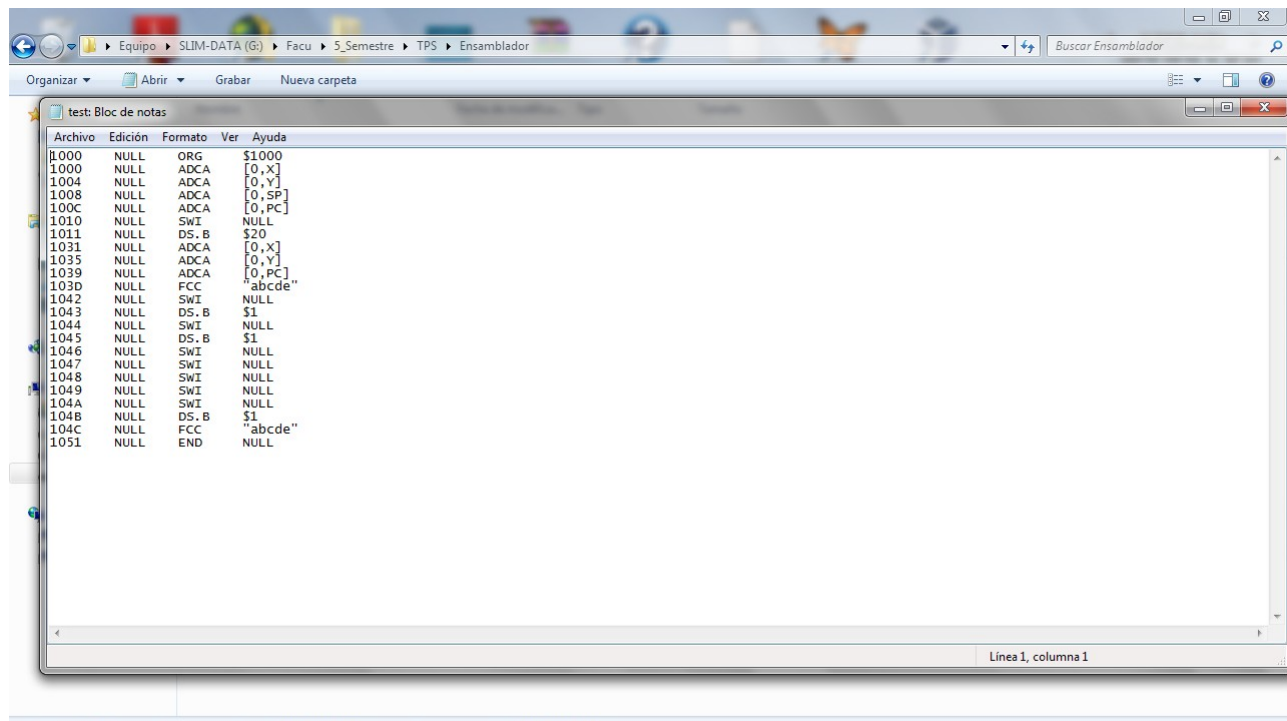 Equipo ▸ SLIM-DATA (G:) ▸ Facu ▸ 5_Semestre ▸ TPS ▸ Ensamblador
Buscar Ensamblador
Organizar Abrir Grabar Nueva carpeta
test: Bloc de notas
Archivo Edición Formato Ver Ayuda
1000 NULL ORG $1000
1000 NULL ADCA [0,X]
1004 NULL ADCA [0,Y]
1008 NULL ADCA [0,SP]
100C NULL ADCA [0,PC]
1010 NULL SWI NULL
1011 NULL DS.B $20
1031 NULL ADCA [0,X]
1035 NULL ADCA [0,Y]
1039 NULL ADCA [0,PC]
103D NULL FCC "abcde"
1042 NULL SWI NULL
1043 NULL DS.B $1
1044 NULL SWI NULL
1045 NULL DS.B $1
1046 NULL SWI NULL
1047 NULL SWI NULL
1048 NULL SWI NULL
1049 NULL SWI NULL
104A NULL SWI NULL
104B NULL DS.B $1
104C NULL FCC "abcde"
1051 NULL END NULL
Línea 1, columna 1